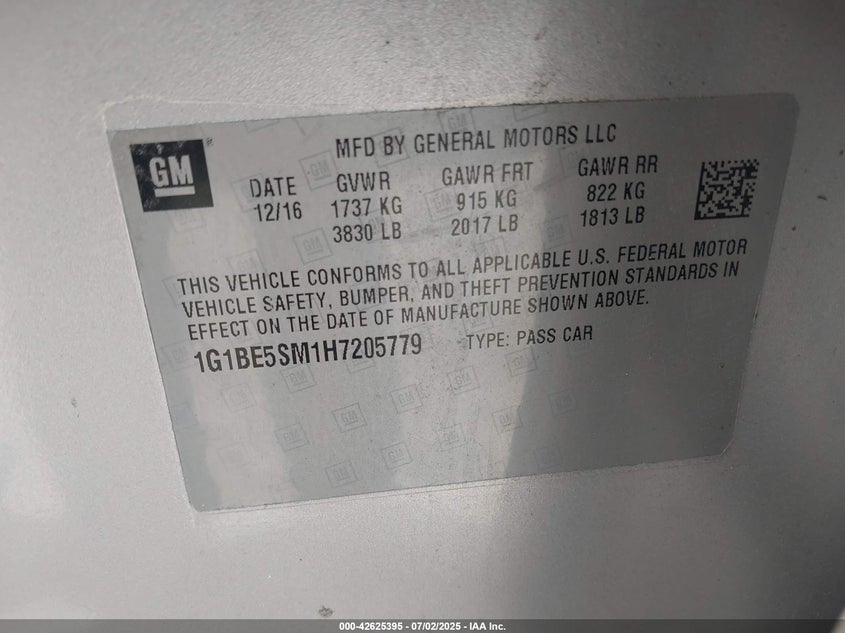 GM
MFD BY GENERAL MOTORS LLC
DATE GVWR GAWR FRT GAWR RR
12/16 1737 KG 915 KG 822 KG
3830 LB 2017 LB 1813 LB
THIS VEHICLE CONFORMS TO ALL APPLICABLE U.S. FEDERAL MOTOR
VEHICLE SAFETY, BUMPER, AND THEFT PREVENTION STANDARDS IN
EFFECT ON THE DATE OF MANUFACTURE SHOWN ABOVE.
1G1BE5SM1H7205779 TYPE: PASS CAR
000-42625395 - 07/02/2025 - IAA Inc.